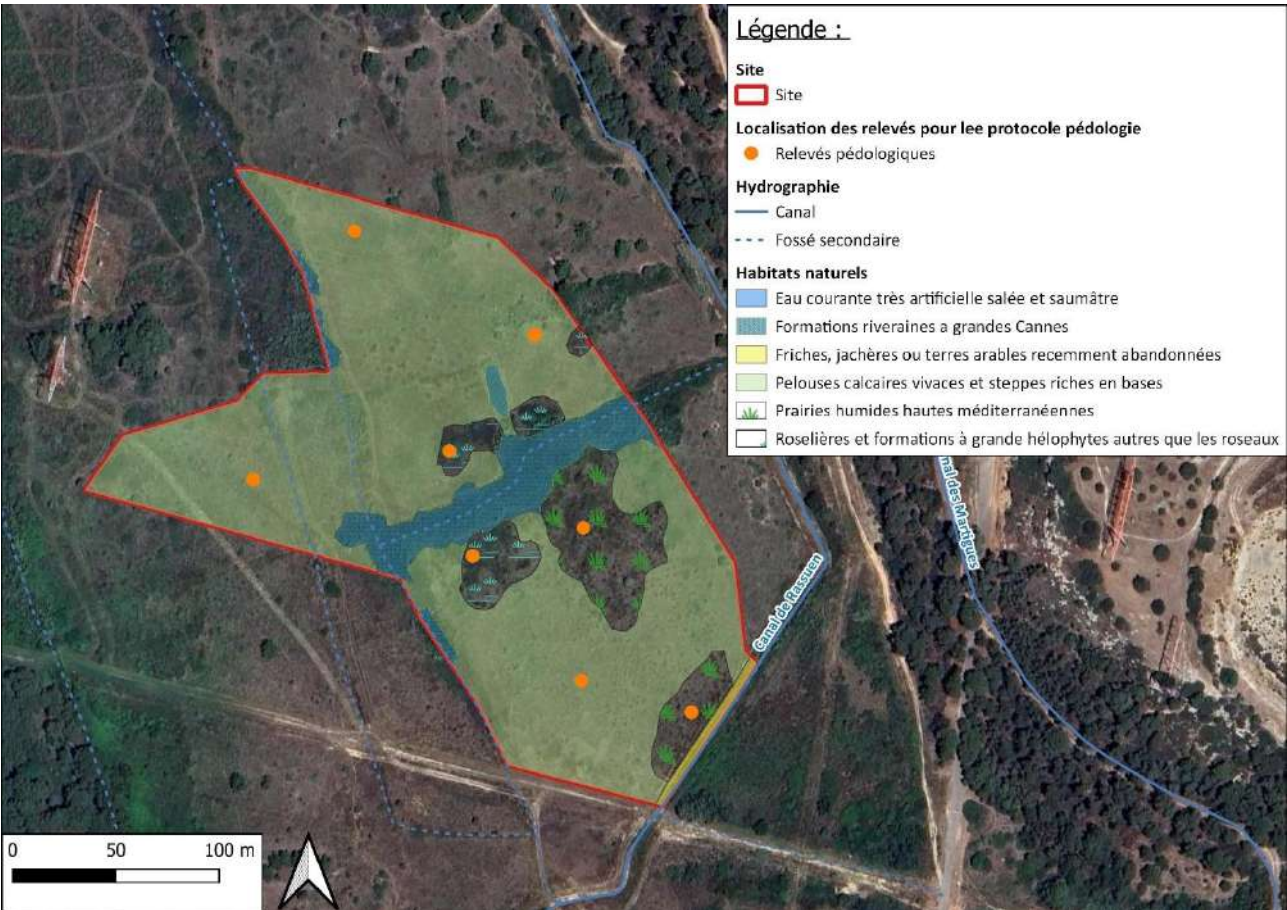 Légende :
Site
Site
Localisation des relevés pour lee protocole pédologie
Relevés pédologiques
Hydrographie
Canal
Fossé secondaire
Habitats naturels
Eau courante très artificielle salée et saumâtre
Formations riveraines a grandes Cannes
Friches, jachères ou terres arables recemment abandonnées
Pelouses calcaires vivaces et steppes riches en bases
Prairies humides hautes méditerranéennes
Roselières et formations à grande hélophytes autres que les roseaux
nal des Martigues
Canal de Rassuen
0 50 100 m